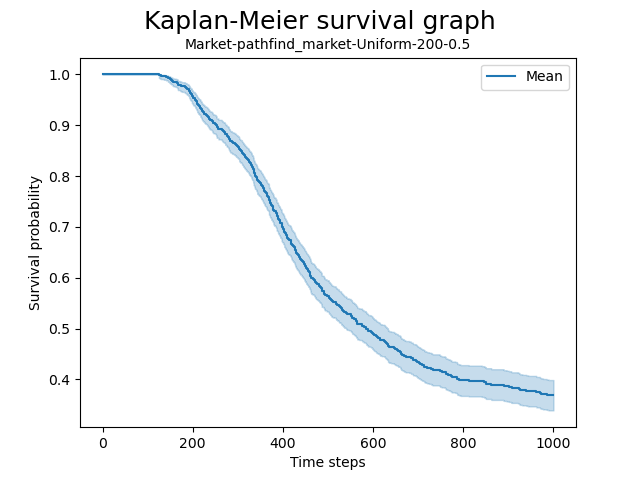 Kaplan-Meier survival graph
Market-pathfind_market-Uniform-200-0.5
Mean
Survival probability
1.0
0.9
0.8
0.7
0.6
0.5
0.4
0 200 400 600 800 1000
Time steps